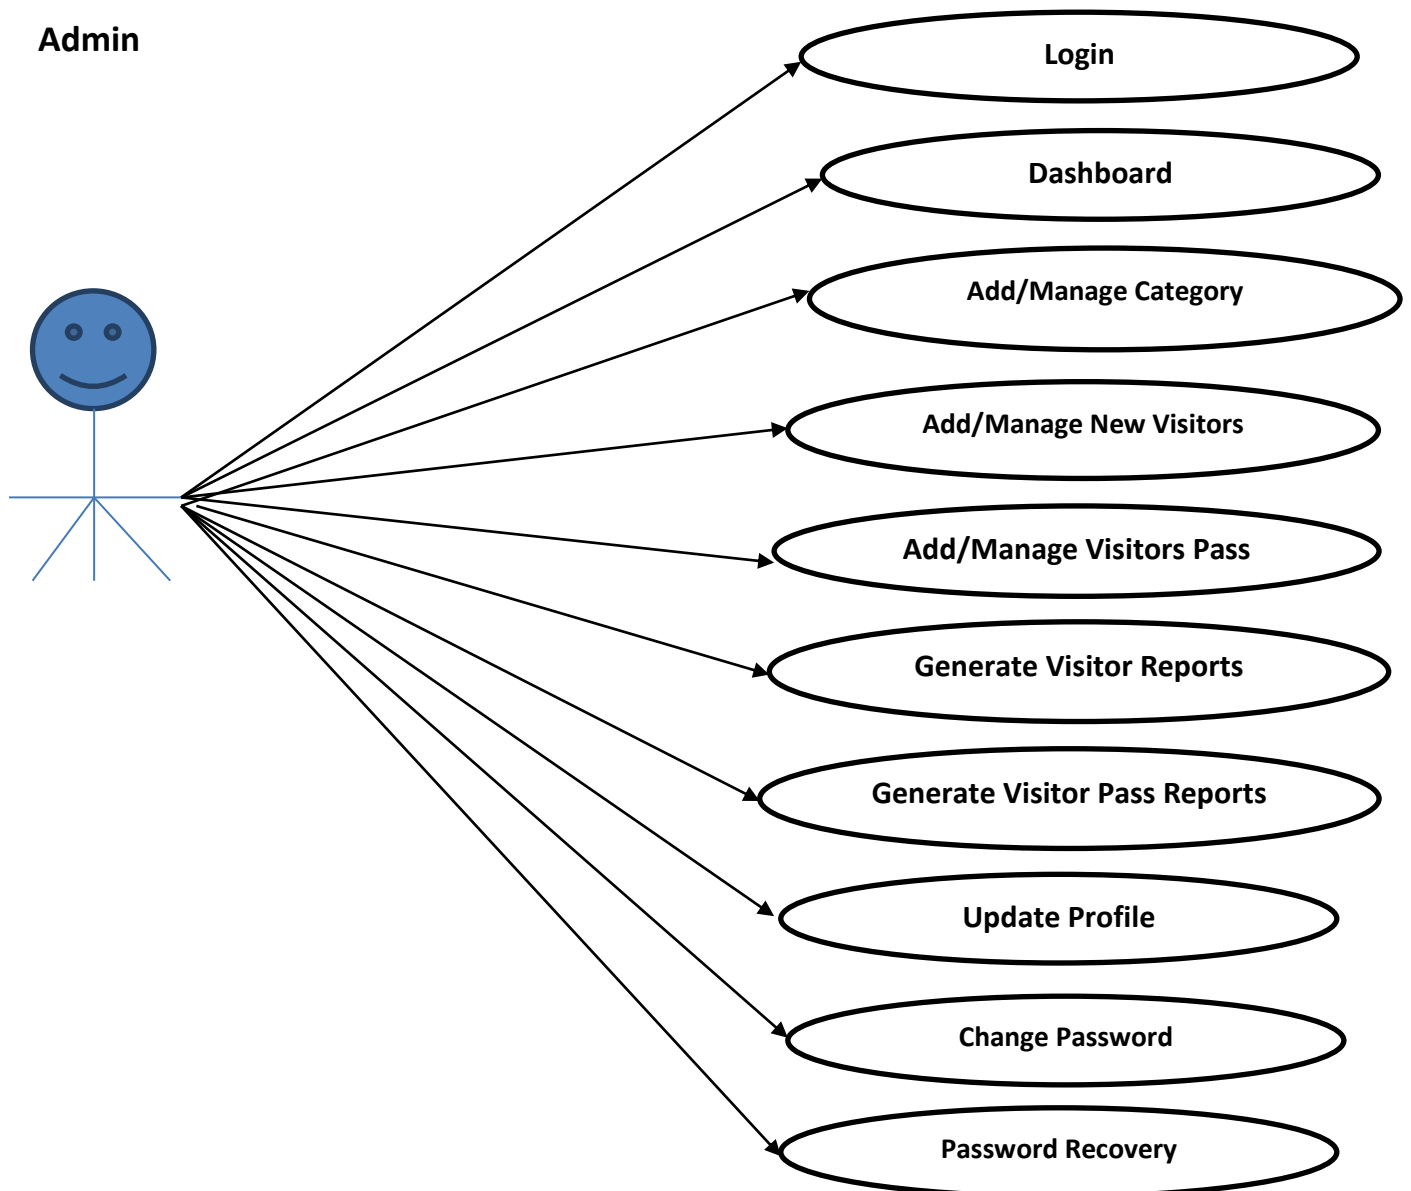 Admin
Login
Dashboard
Add/Manage Category
Add/Manage New Visitors
Add/Manage Visitors Pass
Generate Visitor Reports
Generate Visitor Pass Reports
Update Profile
Change Password
Password Recovery